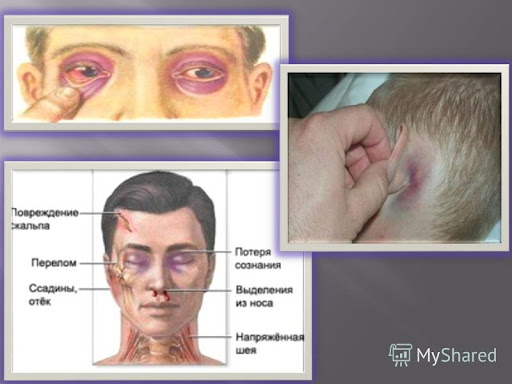 Повреждение
скальпа
Перелом
Ссадины,
отёк
Потеря
сознания
Выделения
из носа
Напряжённая
шея
MyShared